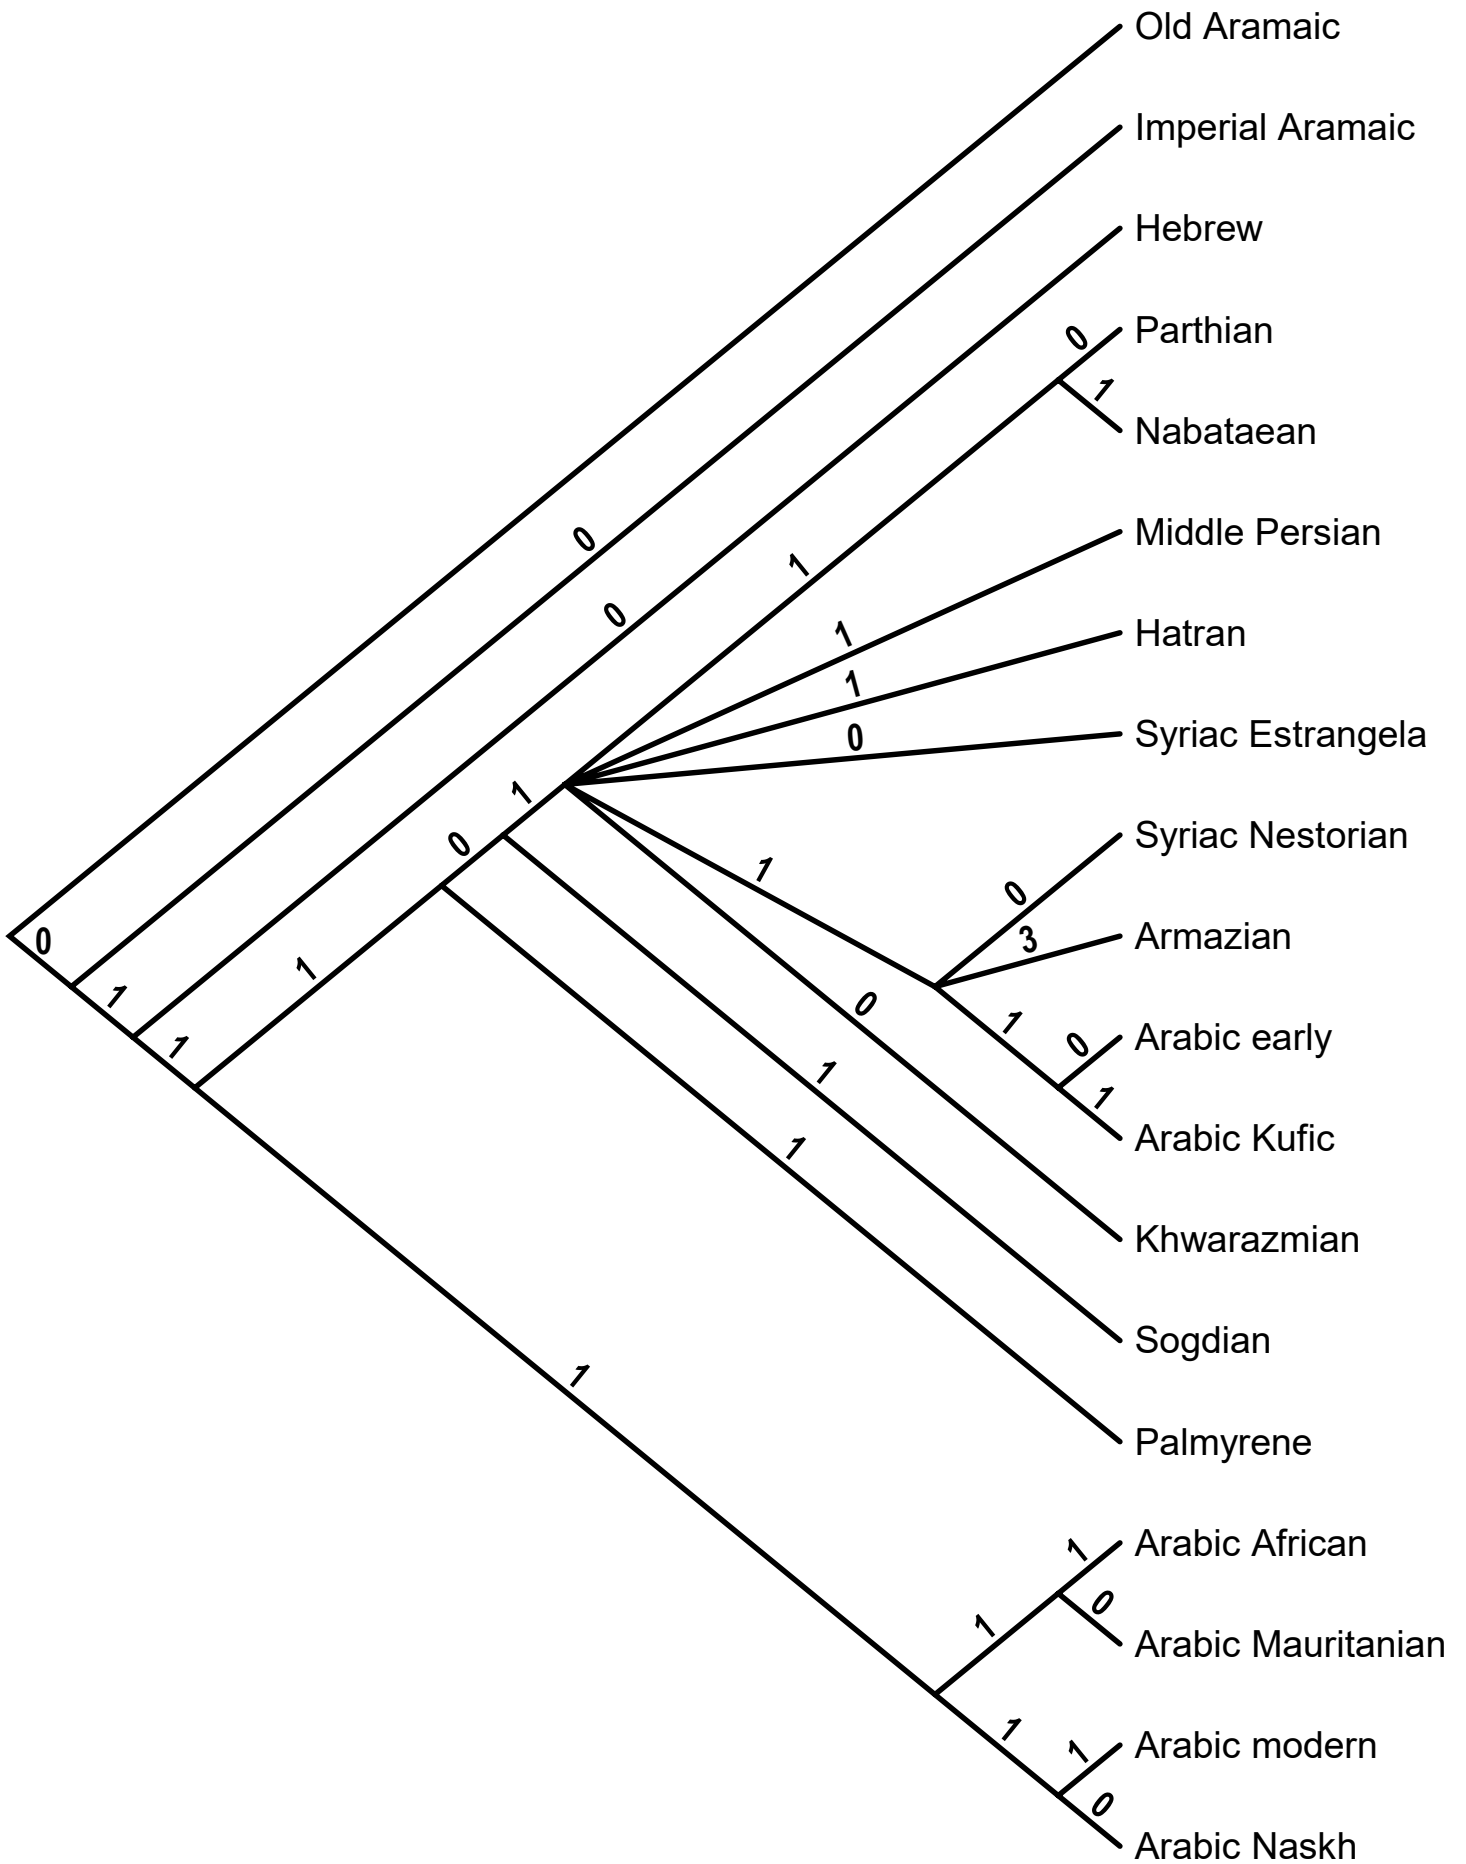 Old Aramaic
Imperial Aramaic
Hebrew
0
Parthian
1
Nabataean
0
Middle Persian
1
0
1
Hatran
1
0
Syriac Estrangela
1
0
Syriac Nestorian
1
0
0
3
Armazian
1
0
1
0
Arabic early
1
1
1
Arabic Kufic
1
1
Khwarazmian
Sogdian
1
Palmyrene
1
Arabic African
1
0
Arabic Mauritanian
1
1
Arabic modern
0
Arabic Naskh